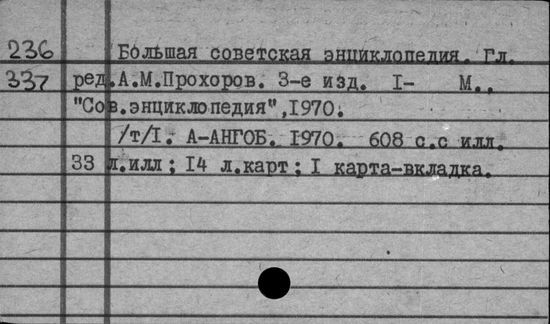 236 Большая советская энциклопедия. Гл.
337 ред.А.М.Прохоров. 3-е изд. I- М.,
"Сов.энциклопедия",1970.
/т/I. А-АНГОБ. 1970. 608 с.с илл.
33 л.илл; I4 л.карт; I карта-вкладка.